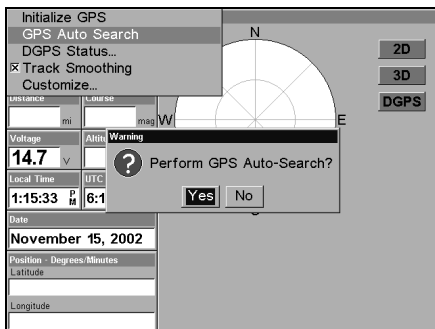 Initialize GPS
GPS Auto Search
DGPS Status...
Track Smoothing
Customize...
N
2D
3D
DGPS
Distance
Course
mi
mag
W
E
Voltage
14.7 V
Warning
Perform GPS Auto-Search?
Yes
No
Local Time
UTC
1:15:33 PM
6:1
Date
November 15, 2002
Position - Degrees/Minutes
Latitude
Longitude